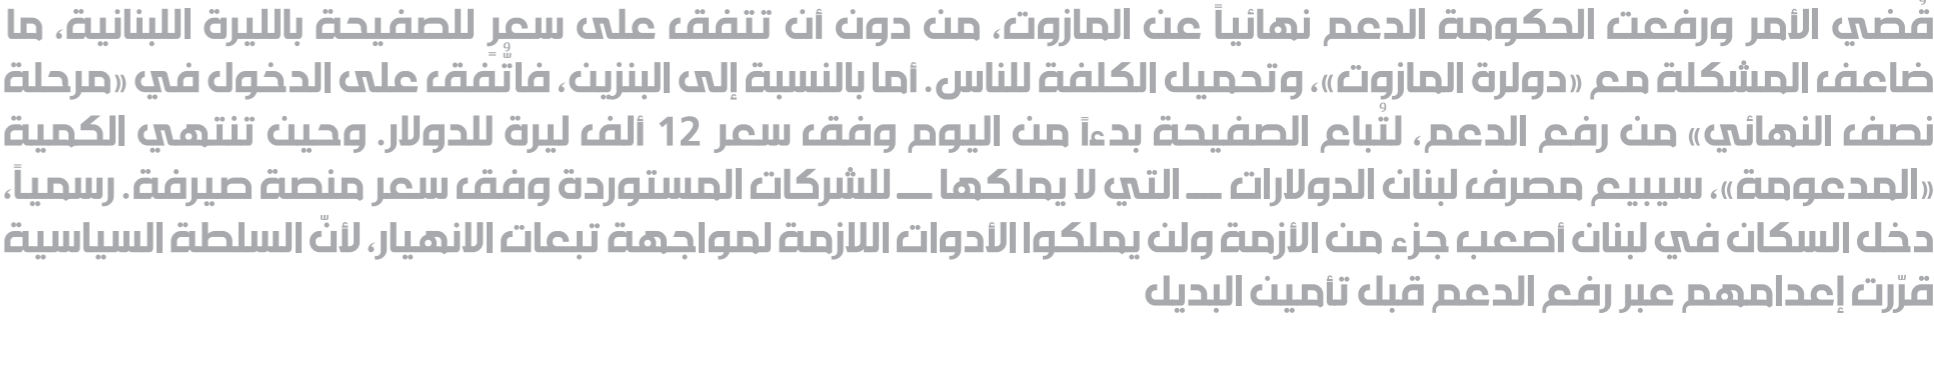 قُضي الأمر ورفعت الحكومة الدعم نهائياً عن المازوت، من دون أن تتفق على سعرٍ للصفيحة بالليرة اللبنانية، ما
ضاعف المشكلة مع «دولرة المازوت»، وتحميل الكلفة للناس. أما بالنسبة إلى البنزين، فاتُّفق على الدخول في «مرحلة
نصف النهائي» من رفع الدعم، لتُباع الصفيحة بدءاً من اليوم وفق سعر 12 ألف ليرة للدولار. وحين تنتهي الكمية
«المدعومة»، سيبيع مصرف لبنان الدولارات ـــ التي لا يملكها ـــ للشركات المستوردة وفق سعر منصة صيرفة. رسمياً،
دخل السكان في لبنان أصعب جزء من الأزمة ولن يملكوا الأدوات اللازمة لمواجهة تبعات الانهيار، لأنّ السلطة السياسية
قرّرت إعدامهم عبر رفع الدعم قبل تأمين البديل